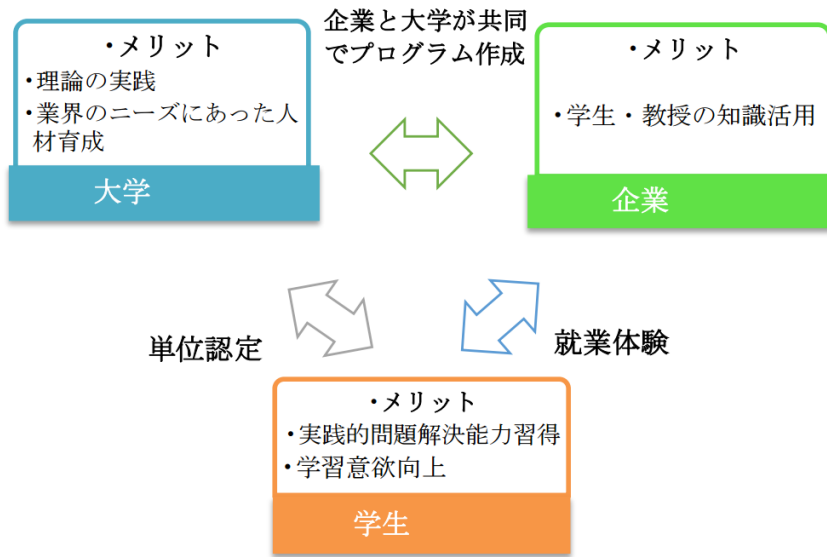 ・メリット
・理論の実践
・業界のニーズにあった人
材育成
大学
企業と大学が共同
でプログラム作成
・メリット
・学生・教授の知識活用
企業
単位認定
就業体験
・メリット
・実践的問題解決能力習得
・学習意欲向上
学生